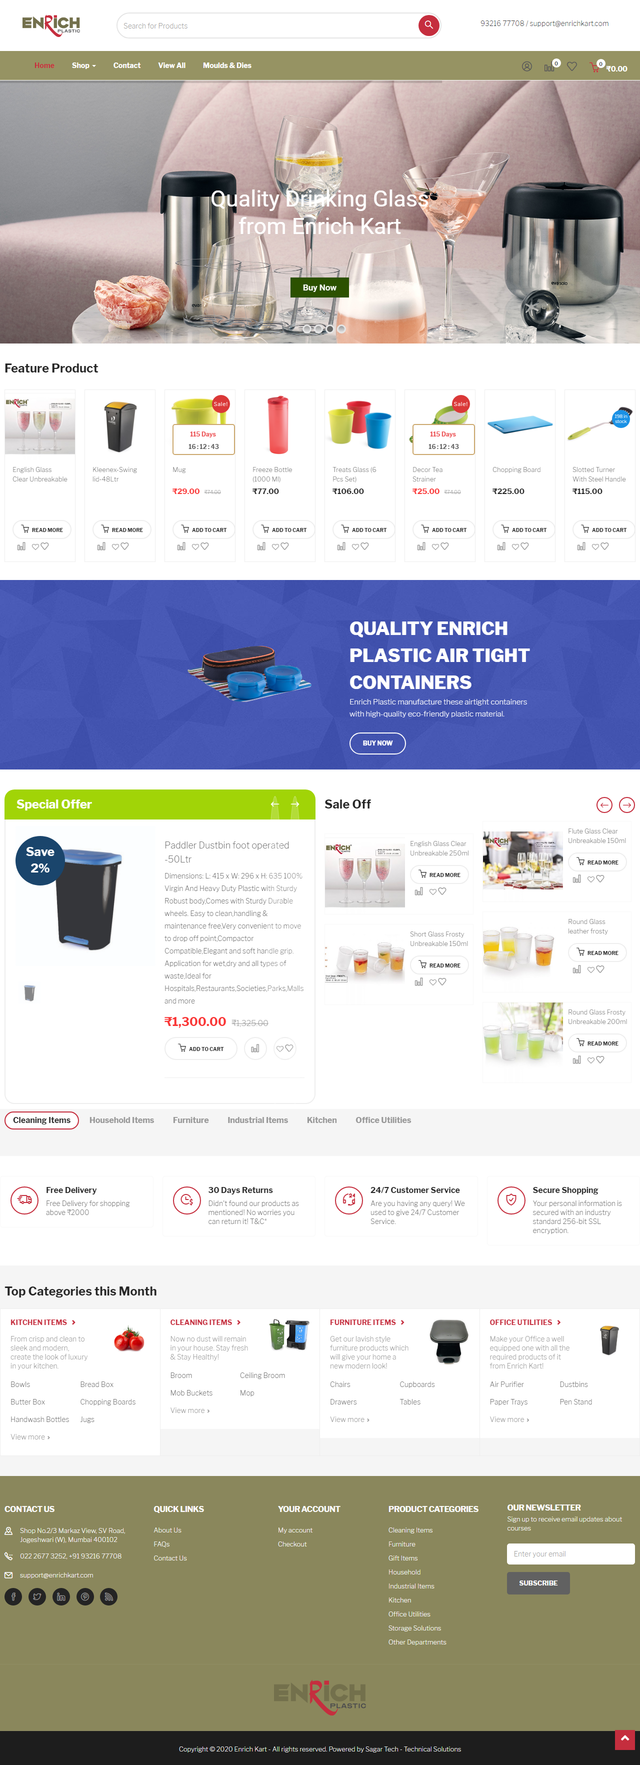 ENRICH
PLASTIC
Search for Products
93216 77708 / support@enrichkart.com
Home
Shop
Contact
View All
Moulds & Dies
0
0
₹0.00
Quality Drinking Glass
from Enrich Kart
Buy Now
Feature Product
English Glass
Clear Unbreakable
READ MORE
Kleenex-Swing
lid-48Ltr
READ MORE
Sale!
115 Days
16 : 12 : 43
Mug
₹29.00 ₹74.00
ADD TO CART
Freeze Bottle
(1000 Ml)
₹77.00
ADD TO CART
Treats Glass (6
Pcs Set)
₹106.00
ADD TO CART
Sale!
115 Days
16 : 12 : 43
Décor Tea
Strainer
₹25.00
ADD TO CART
Chopping Board
₹225.00
ADD TO CART
198 in
stock
Slotted Turner
With Steel Handle
₹115.00
ADD TO CART
QUALITY ENRICH
PLASTIC AIR TIGHT
CONTAINERS
Enrich Plastic manufacture these airtight containers
with high-quality eco-friendly plastic material.
BUY NOW
Special Offer
Save
2%
Paddler Dustbin foot operated
-50Ltr
Dimensions: L: 415 x W: 296 x H: 635 100%
Virgin And Heavy Duty Plastic with Sturdy
Robust body,Comes with Sturdy Durable
wheels. Easy to clean,handling &
maintenance free,Very convenient to move
to drop off point,Compactor
Compatible,Elegant and soft handle grip.
Application for wet,dry and all types of
waste,Ideal for
Hospitals,Restaurants,Societies,Parks,Malls
and more
₹1,300.00 ₹1,325.00
ADD TO CART
Sale Off
English Glass Clear
Unbreakable 250ml
READ MORE
Short Glass Frosty
Unbreakable 150ml
READ MORE
Flute Glass Clear
Unbreakable 150ml
READ MORE
Round Glass
leather frosty
READ MORE
Round Glass Frosty
Unbreakable 200ml
READ MORE
Cleaning Items
Household Items
Furniture
Industrial Items
Kitchen
Office Utilities
Free Delivery
Free Delivery for shopping
above ₹2000
30 Days Returns
Didn't found our products as
mentioned! No worries you
can return it! T&C*
24/7 Customer Service
Are you having any query! We
used to give 24/7 Customer
Service.
Secure Shopping
Your personal information is
secured with an industry
standard 256-bit SSL
encryption.
Top Categories this Month
KITCHEN ITEMS
From crisp and clean to
sleek and modern,
create the look of luxury
in your kitchen.
Bowls
Bread Box
Butter Box
Chopping Boards
Handwash Bottles
Jugs
View more
CLEANING ITEMS
Now no dust will remain
in your house. Stay fresh
& Stay Healthy!
Broom
Ceiling Broom
Mob Buckets
Mop
View more
FURNITURE ITEMS
Get our lavish style
furniture products which
will give your home a
new modern look!
Chairs
Cupboards
Drawers
Tables
View more
OFFICE UTILITIES
Make your Office a well
equipped one with all the
required products of it
from Enrich Kart!
Air Purifier
Dustbins
Paper Trays
Pen Stand
View more
CONTACT US
Shop No.2/3 Markaz View, SV Road,
Jogeshwari (W), Mumbai 400102
022 2677 3252, +91 93216 77708
support@enrichkart.com
QUICK LINKS
About Us
FAQs
Contact Us
YOUR ACCOUNT
My account
Checkout
PRODUCT CATEGORIES
Cleaning Items
Furniture
Gift Items
Household
Industrial Items
Kitchen
Office Utilities
Storage Solutions
Other Departments
OUR NEWSLETTER
Sign up to receive email updates about
courses
Enter your email
SUBSCRIBE
ENRICH
PLASTIC
Copyright © 2020 Enrich Kart - All rights reserved. Powered by Sagar Tech - Technical Solutions